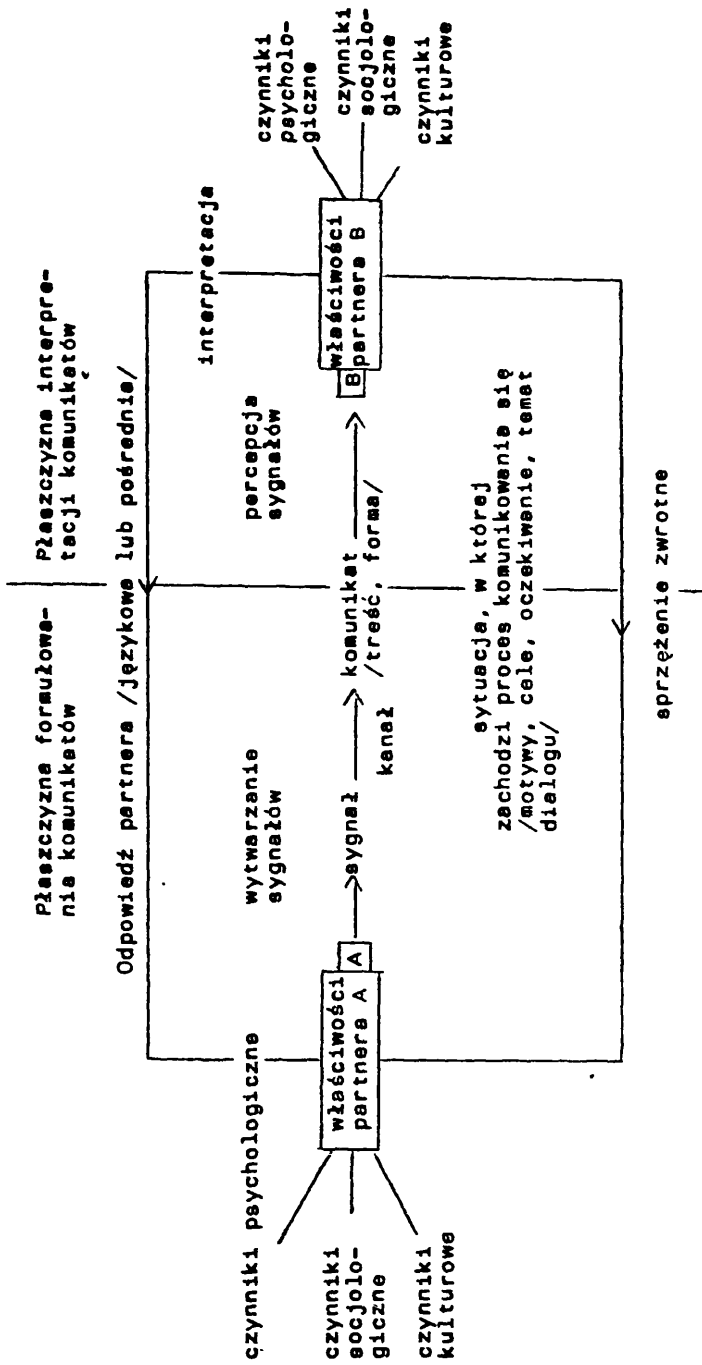 Płaszczyzna formułowa-
nia komunikatów
Płaszczyzna interpre-
tacji komunikatów
Odpowiedź partnera /językowa lub pośrednia/
czynniki psychologiczne
czynniki
socjolo-
giczne
czynniki
kulturowe
właściwości
partnera A
A
wytwarzanie
sygnałów
sygnał
kanał
komunikat
/treść, forma/
percepcja
sygnałów
interpretacja
B
właściwości
partnera B
czynniki
psycholo-
giczne
czynniki
socjolo-
giczne
czynniki
kulturowe
sytuacja, w której
zachodzi proces komunikowania się
/motywy, cele, oczekiwanie, temat
dialogu/
sprzężenie zwrotne